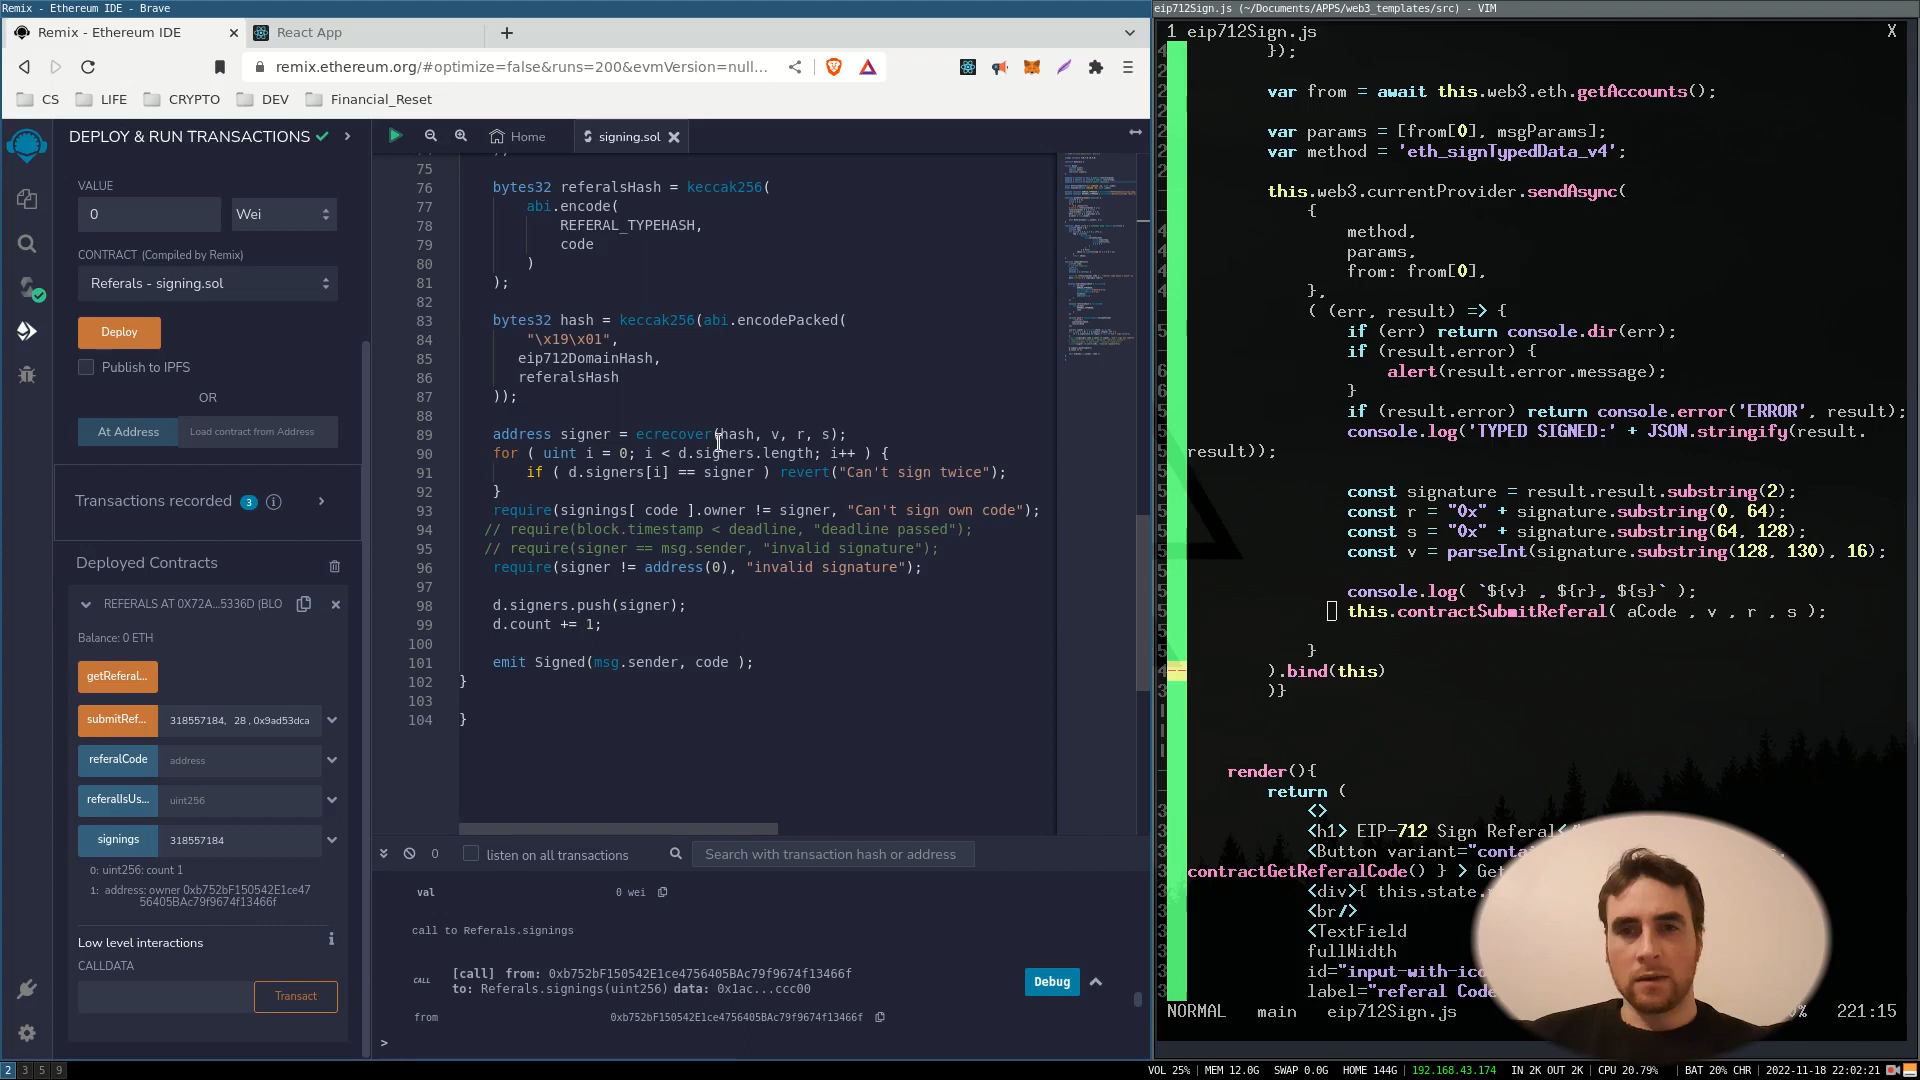 Remix - Ethereum IDE - Brave
Remix - Ethereum IDE
React App
remix.ethereum.org/#optimize=false&runs=200&evmVersion=null...
CS
LIFE
CRYPTO
DEV
Financial_Reset
DEPLOY & RUN TRANSACTIONS
VALUE
0
Wei
CONTRACT (Compiled by Remix)
Referals - signing.sol
Deploy
Publish to IPFS
OR
At Address
Load contract from Address
Transactions recorded 3
Deployed Contracts
REFERALS AT 0X72A...5336D (BLO
Balance: 0 ETH
getReferal...
submitRef...
318557184, 28 , 0x9ad53dca
referalCode
address
referalIsUs...
uint256
signings
318557184
0: uint256: count 1
1: address: owner 0xb752bF150542E1ce47
56405BAc79f9674f13466f
Low level interactions
CALLDATA
Transact
Home
signing.sol
75
76 bytes32 referalsHash = keccak256(
77 abi.encode(
78 REFERAL_TYPEHASH,
79 code
80 )
81 );
82
83 bytes32 hash = keccak256(abi.encodePacked(
84 "\x19\x01",
85 eip712DomainHash,
86 referalsHash
87 ));
88
89 address signer = ecrecover(hash, v, r, s);
90 for ( uint i = 0; i < d.signers.length; i++ ) {
91 if ( d.signers[i] == signer ) revert("Can't sign twice");
92 }
93 require(signings[ code ].owner != signer, "Can't sign own code");
94 // require(block.timestamp < deadline, "deadline passed");
95 // require(signer == msg.sender, "invalid signature");
96 require(signer != address(0), "invalid signature");
97
98 d.signers.push(signer);
99 d.count += 1;
100
101 emit Signed(msg.sender, code );
102 }
103
104 }
0
listen on all transactions
Search with transaction hash or address
val 0 wei
call to Referals.signings
CALL
[call] from: 0xb752bF150542E1ce4756405BAc79f9674f13466f
to: Referals.signings(uint256) data: 0x1ac...ccc00
Debug
from 0xb752bF150542E1ce4756405BAc79f9674f13466f
>
eip712Sign.js (~/Documents/APPS/web3_templates/src) - VIM
1 eip712Sign.js X
});
var from = await this.web3.eth.getAccounts();
var params = [from[0], msgParams];
var method = 'eth_signTypedData_v4';
this.web3.currentProvider.sendAsync(
{
method,
params,
from: from[0],
},
( (err, result) => {
if (err) return console.dir(err);
if (result.error) {
alert(result.error.message);
}
if (result.error) return console.error('ERROR', result);
console.log('TYPED SIGNED:' + JSON.stringify(result.
result));
const signature = result.result.substring(2);
const r = "0x" + signature.substring(0, 64);
const s = "0x" + signature.substring(64, 128);
const v = parseInt(signature.substring(128, 130), 16);
console.log( `${v} , ${r}, ${s}` );
this.contractSubmitReferal( aCode , v , r , s );
}
).bind(this)
)}
render(){
return (
<>
<h1> EIP-712 Sign Referal<
<Button variant="conta
contractGetReferalCode() } > Ge
<div>{ this.state.
<br/>
<TextField
fullWidth
id="input-with-ic
label="referal Code
NORMAL main eip712Sign.js % 221:15
2 3 5 9
VOL 25% | MEM 12.0G | SWAP 0.0G | HOME 144G | 192.168.43.174 | IN 2K OUT 2K | CPU 20.79% | BAT 20% CHR | 2022-11-18 22:02:21